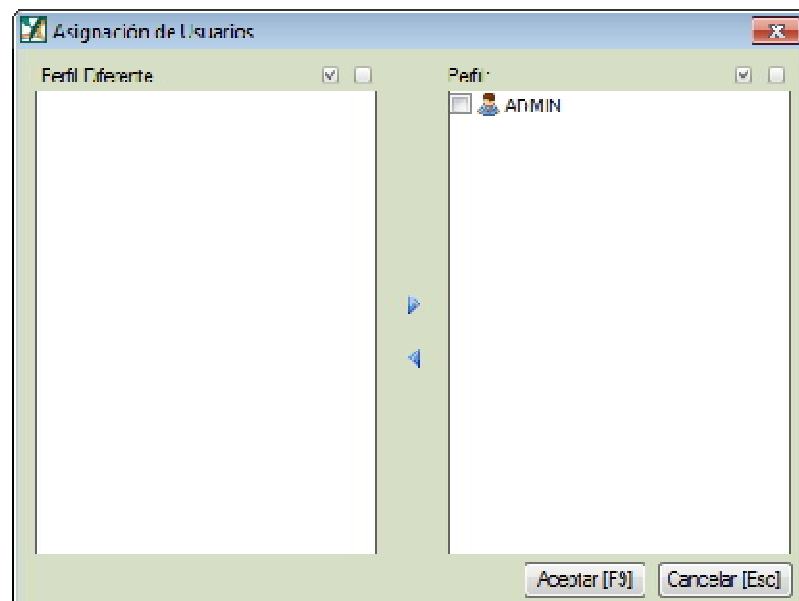 Asignación de Usuarios
Perfil Diferente
Perfil:
ADMIN
Aceptar [F9]
Cancelar [Esc]